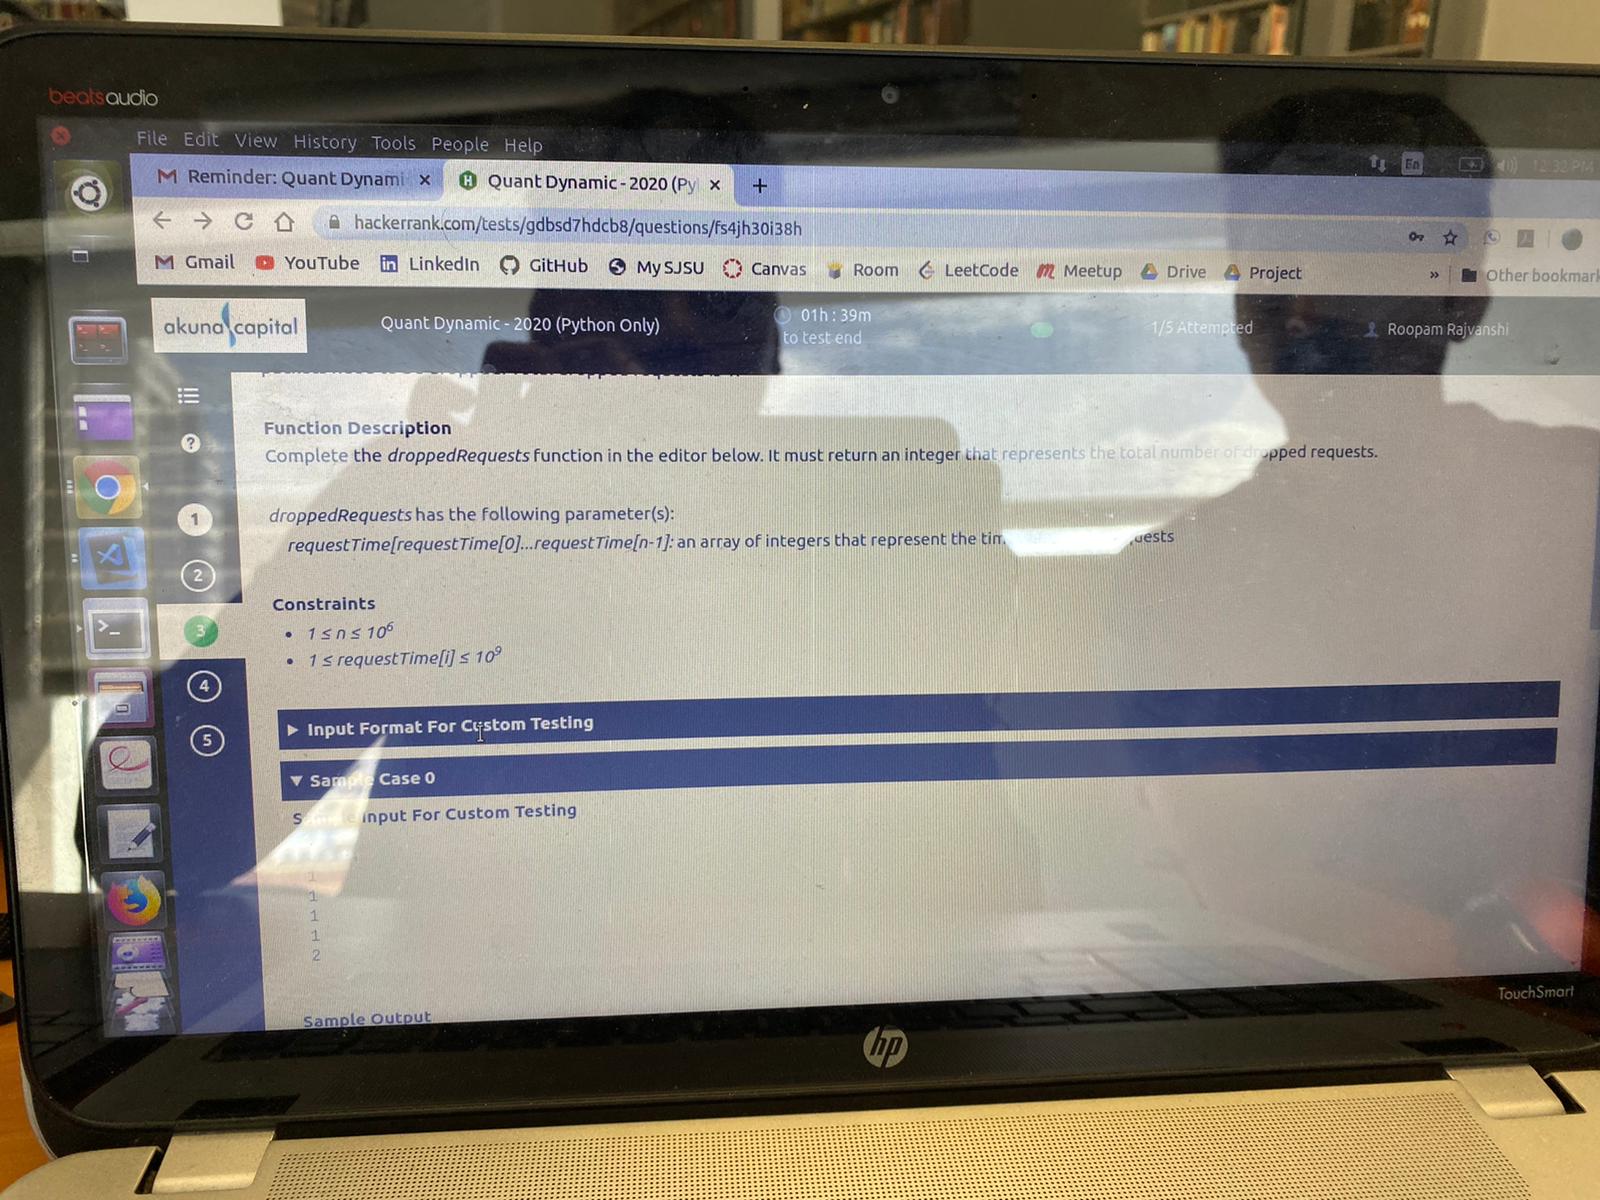 beatsaudio
File Edit View History Tools People Help
En
12:32 PM
Reminder: Quant Dynami
Quant Dynamic - 2020 (Py
hackerrank.com/tests/gdbsd7hdcb8/questions/fs4jh30i38h
Gmail YouTube LinkedIn GitHub My SJSU Canvas Room LeetCode Meetup Drive Project » Other bookmark
akunacapital
Quant Dynamic - 2020 (Python Only)
01h : 39m
to test end
1/5 Attempted
Roopam Rajvanshi
Function Description
Complete the droppedRequests function in the editor below. It must return an integer that represents the total number of dropped requests.
droppedRequests has the following parameter(s):
requestTime[requestTime[0]...requestTime[n-1]: an array of integers that represent the
Constraints
1 ≤ n ≤ 10⁶
1 ≤ requestTime[i] ≤ 10⁹
Input Format For Custom Testing
Sample Case 0
Sample Input For Custom Testing
1
1
1
1
2
Sample Output
?
1
2
3
4
5
TouchSmart
hp